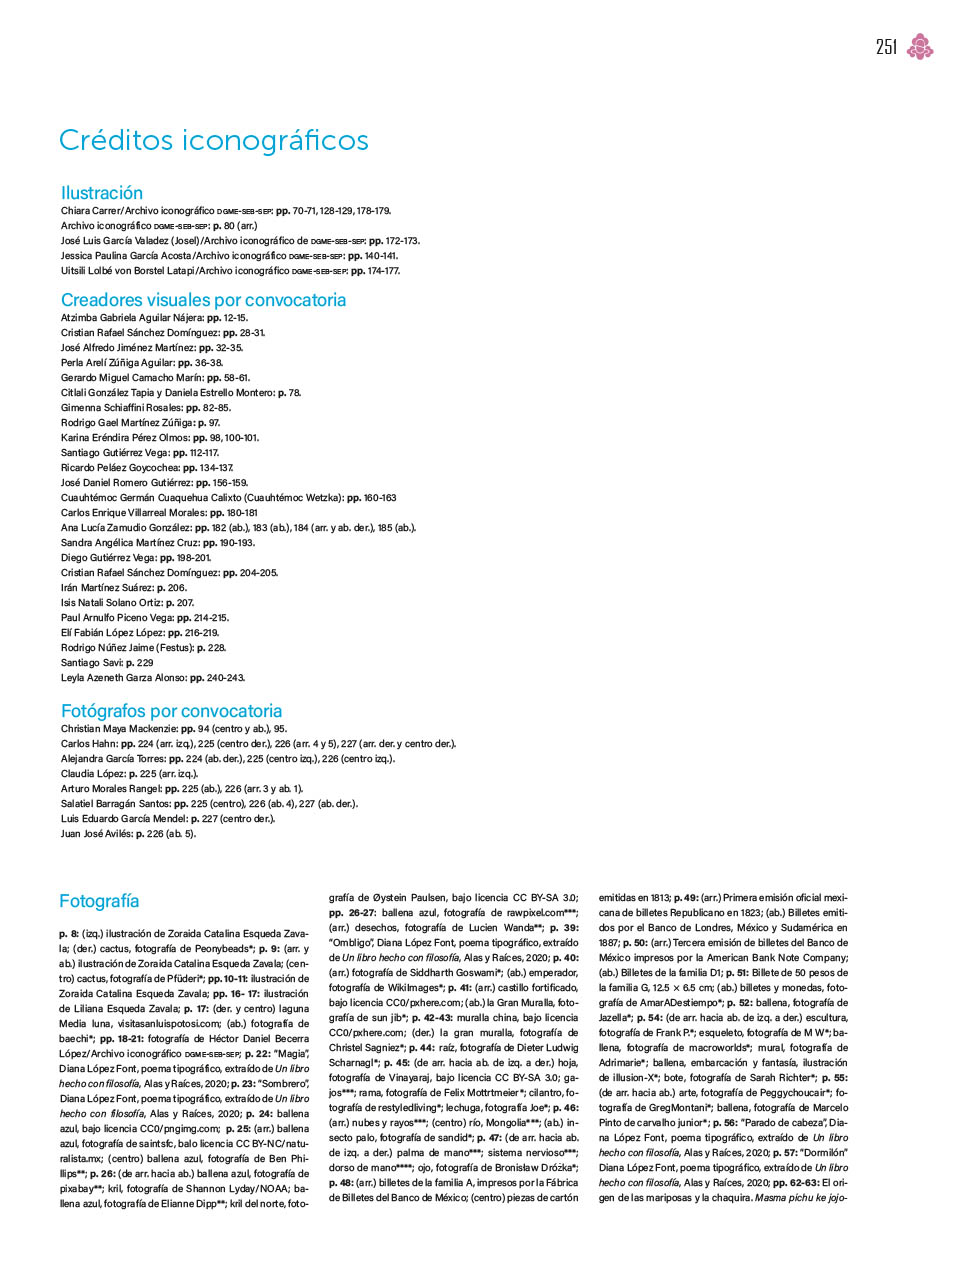 251
Créditos iconográficos
Ilustración
Chiara Carrer/Archivo iconográfico DGME-SEB-SEP: pp. 70-71, 128-129, 178-179.
Archivo iconográfico DGME-SEB-SEP: p. 80 (arr.)
José Luis García Valadez (Josel)/Archivo iconográfico de DGME-SEB-SEP: pp. 172-173.
Jessica Paulina García Acosta/Archivo iconográfico DGME-SEB-SEP: pp. 140-141.
Uitsili Lolbé von Borstel Latapi/Archivo iconográfico DGME-SEB-SEP: pp. 174-177.
Creadores visuales por convocatoria
Atzimba Gabriela Aguilar Nájera: pp. 12-15.
Cristian Rafael Sánchez Domínguez: pp. 28-31.
José Alfredo Jiménez Martínez: pp. 32-35.
Perla Arelí Zúñiga Aguilar: pp. 36-38.
Gerardo Miguel Camacho Marín: pp. 58-61.
Citlali González Tapia y Daniela Estrello Montero: p. 78.
Gimenna Schiaffini Rosales: pp. 82-85.
Rodrigo Gael Martínez Zúñiga: p. 97.
Karina Eréndira Pérez Olmos: pp. 98, 100-101.
Santiago Gutiérrez Vega: pp. 112-117.
Ricardo Peláez Goycochea: pp. 134-137.
José Daniel Romero Gutiérrez: pp. 156-159.
Cuauhtémoc Germán Cuaquehua Calixto (Cuauhtémoc Wetzka): pp. 160-163
Carlos Enrique Villarreal Morales: pp. 180-181
Ana Lucía Zamudio González: pp. 182 (ab.), 183 (ab.), 184 (arr. y ab. der.), 185 (ab.).
Sandra Angélica Martínez Cruz: pp. 190-193.
Diego Gutiérrez Vega: pp. 198-201.
Cristian Rafael Sánchez Domínguez: pp. 204-205.
Irán Martínez Suárez: p. 206.
Isis Natali Solano Ortiz: p. 207.
Paul Arnulfo Piceno Vega: pp. 214-215.
Elí Fabián López López: pp. 216-219.
Rodrigo Núñez Jaime (Festus): p. 228.
Santiago Savi: p. 229
Leyla Azeneth Garza Alonso: pp. 240-243.
Fotógrafos por convocatoria
Christian Maya Mackenzie: pp. 94 (centro y ab.), 95.
Carlos Hahn: pp. 224 (arr. izq.), 225 (centro der.), 226 (arr. 4 y 5), 227 (arr. der. y centro der.).
Alejandra García Torres: pp. 224 (ab. der.), 225 (centro izq.), 226 (centro izq.).
Claudia López: p. 225 (arr. izq.).
Arturo Morales Rangel: pp. 225 (ab.), 226 (arr. 3 y ab. 1).
Salatiel Barragán Santos: pp. 225 (centro), 226 (ab. 4), 227 (ab. der.).
Luis Eduardo García Mendel: p. 227 (centro der.).
Juan José Avilés: p. 226 (ab. 5).
Fotografía
p. 8: (izq.) ilustración de Zoraida Catalina Esqueda Zava-
la; (der.) cactus, fotografía de Peonybeads*; p. 9: (arr. y
ab.) ilustración de Zoraida Catalina Esqueda Zavala; (cen-
tro) cactus, fotografía de Pfüderi*; pp. 10-11: ilustración de
Zoraida Catalina Esqueda Zavala; pp. 16- 17: ilustración
de Liliana Esqueda Zavala; p. 17: (der. y centro) laguna
Media luna, visitasanluispotosi.com; (ab.) fotografía de
baechi*; pp. 18-21: fotografía de Héctor Daniel Becerra
López/Archivo iconográfico DGME-SEB-SEP; p. 22: “Magia”,
Diana López Font, poema tipográfico, extraído de Un libro
hecho con filosofía, Alas y Raíces, 2020; p. 23: “Sombrero”,
Diana López Font, poema tipográfico, extraído de Un libro
hecho con filosofía, Alas y Raíces, 2020; p. 24: ballena
azul, bajo licencia CC0/pngimg.com; p. 25: (arr.) ballena
azul, fotografía de saintsfc, balo licencia CC BY-NC/natu-
ralista.mx; (centro) ballena azul, fotografía de Ben Phi-
llips**; p. 26: (de arr. hacia ab.) ballena azul, fotografía de
pixabay**; kril, fotografía de Shannon Lyday/NOAA; ba-
llena azul, fotografía de Elianne Dipp**; kril del norte, foto-
grafía de Øystein Paulsen, bajo licencia CC BY-SA 3.0;
pp. 26-27: ballena azul, fotografía de rawpixel.com***;
(arr.) desechos, fotografía de Lucien Wanda**; p. 39:
“Ombligo”, Diana López Font, poema tipográfico, extraído
de Un libro hecho con filosofía, Alas y Raíces, 2020; p. 40:
(arr.) fotografía de Siddharth Goswami*; (ab.) emperador,
fotografía de WikiImages*; p. 41: (arr.) castillo fortificado,
bajo licencia CC0/pxhere.com; (ab.) la Gran Muralla, foto-
grafía de sun jib*; p. 42-43: muralla china, bajo licencia
CC0/pxhere.com; (der.) la gran muralla, fotografía de
Christel Sagniez*; p. 44: raíz, fotografía de Dieter Ludwig
Scharnagl*; p. 45: (de arr. hacia ab. de izq. a der.) hoja,
fotografía de Vinayaraj, bajo licencia CC BY-SA 3.0; ga-
jos***; rama, fotografía de Felix Mottrtmeier*; cilantro, fo-
tografía de restyledliving*; lechuga, fotografía Joe*; p. 46:
(arr.) nubes y rayos***; (centro) río, Mongolia***; (ab.) in-
secto palo, fotografía de sandid*; p. 47: (de arr. hacia ab.
de izq. a der.) palma de mano***; sistema nervioso***;
dorso de mano****; ojo, fotografía de Bronisław Dróżka*;
p. 48: (arr.) billetes de la familia A, impresos por la Fábrica
de Billetes del Banco de México; (centro) piezas de cartón
emitidas en 1813; p. 49: (arr.) Primera emisión oficial mexi-
cana de billetes Republicano en 1823; (ab.) Billetes emiti-
dos por el Banco de Londres, México y Sudamérica en
1887; p. 50: (arr.) Tercera emisión de billetes del Banco de
México impresos por la American Bank Note Company;
(ab.) Billetes de la familia D1; p. 51: Billete de 50 pesos de
la familia G, 12.5 × 6.5 cm; (ab.) billetes y monedas, foto-
grafía de AmarADestiempo*; p. 52: ballena, fotografía de
Jazella*; p. 54: (de arr. hacia ab. de izq. a der.) escultura,
fotografía de Frank P.*; esqueleto, fotografía de M W*; ba-
llena, fotografía de macroworlds*; mural, fotografía de
Adrimarie*; ballena, embarcación y fantasía, ilustración
de illusion-X*; bote, fotografía de Sarah Richter*; p. 55:
(de arr. hacia ab.) arte, fotografía de Peggychoucair*; fo-
tografía de GregMontani*; ballena, fotografía de Marcelo
Pinto de carvalho junior*; p. 56: “Parado de cabeza”, Dia-
na López Font, poema tipográfico, extraído de Un libro
hecho con filosofía, Alas y Raíces, 2020; p. 57: “Dormilón”
Diana López Font, poema tipográfico, extraído de Un libro
hecho con filosofía, Alas y Raíces, 2020; pp. 62-63: El ori-
gen de las mariposas y la chaquira. Masma pichu ke jojo-